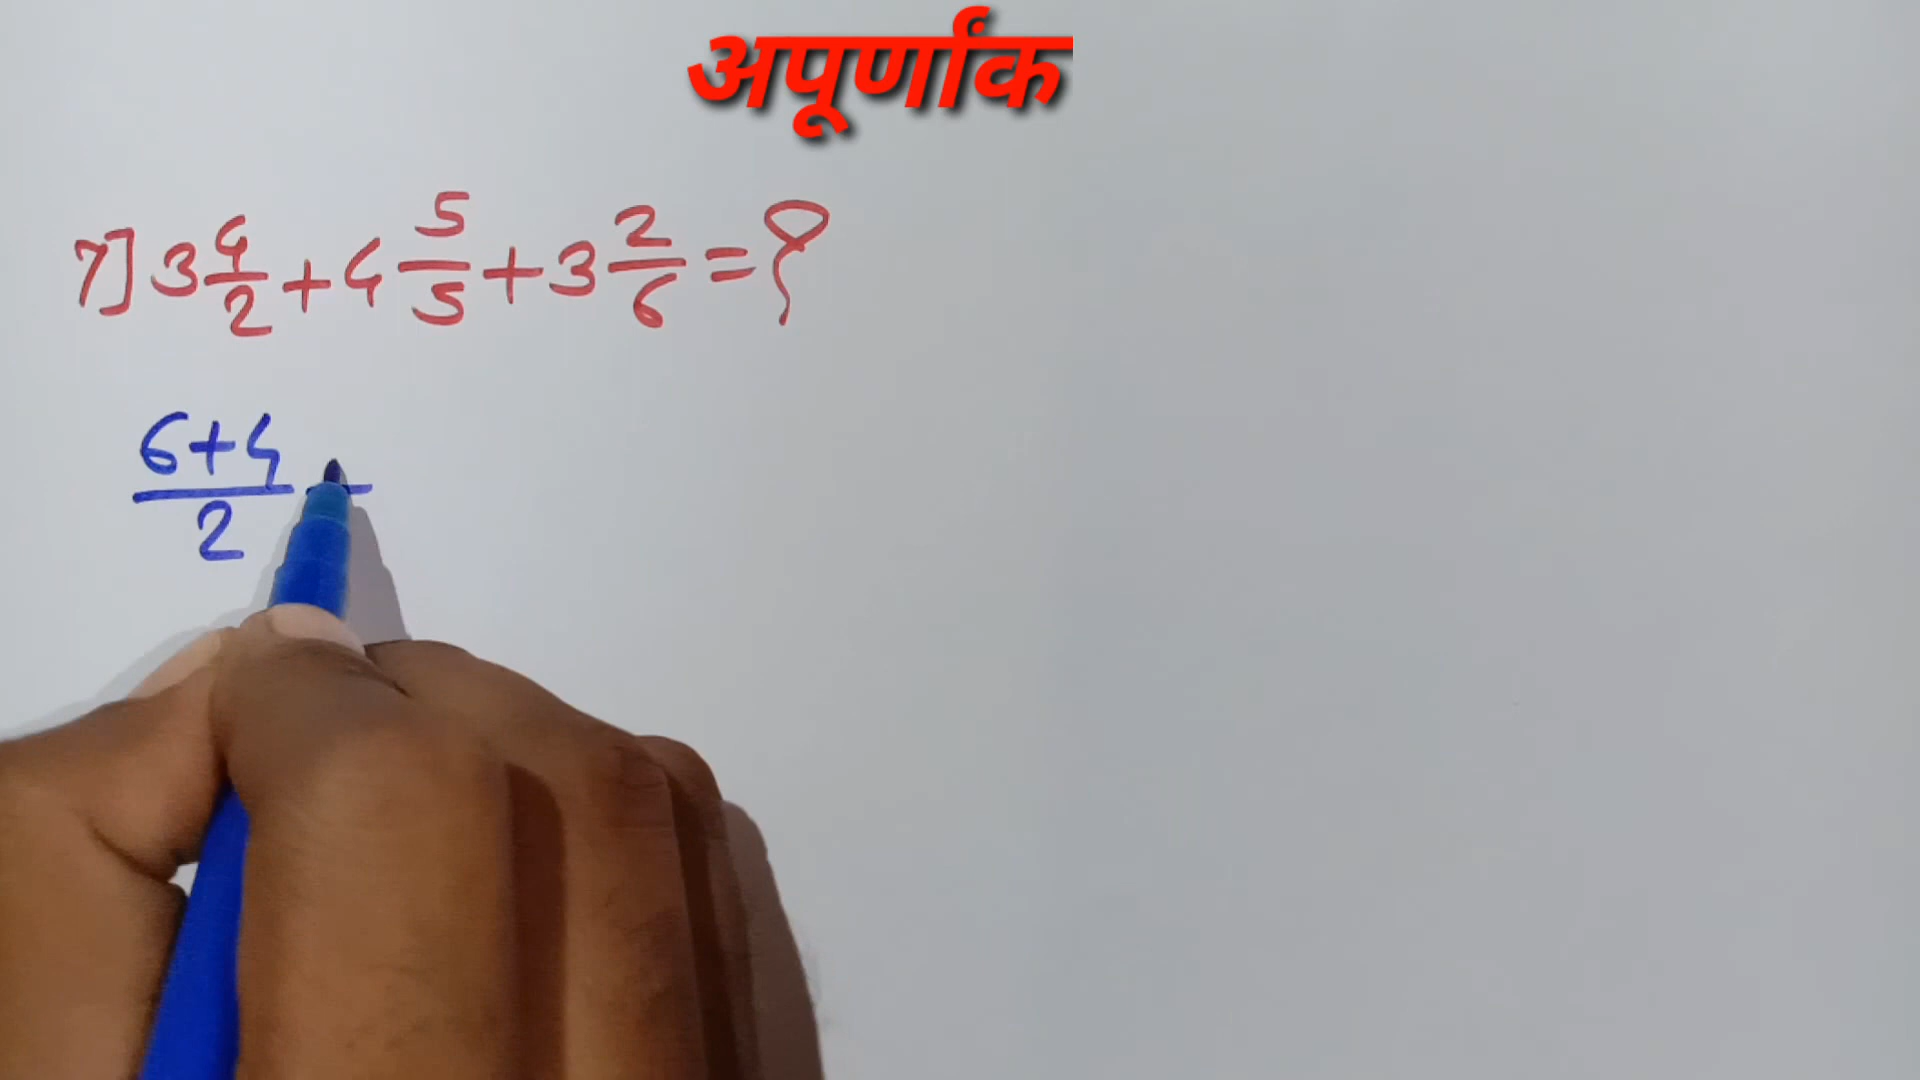 अपूर्णांक
7] 3 4/2 + 4 5/5 + 3 2/6 = ?
6+4/2 +